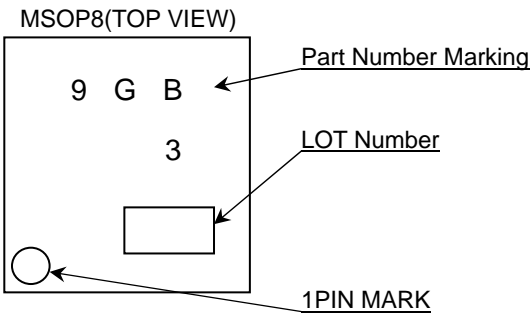 MSOP8(TOP VIEW)
Part Number Marking
9 G B
LOT Number
3
1PIN MARK